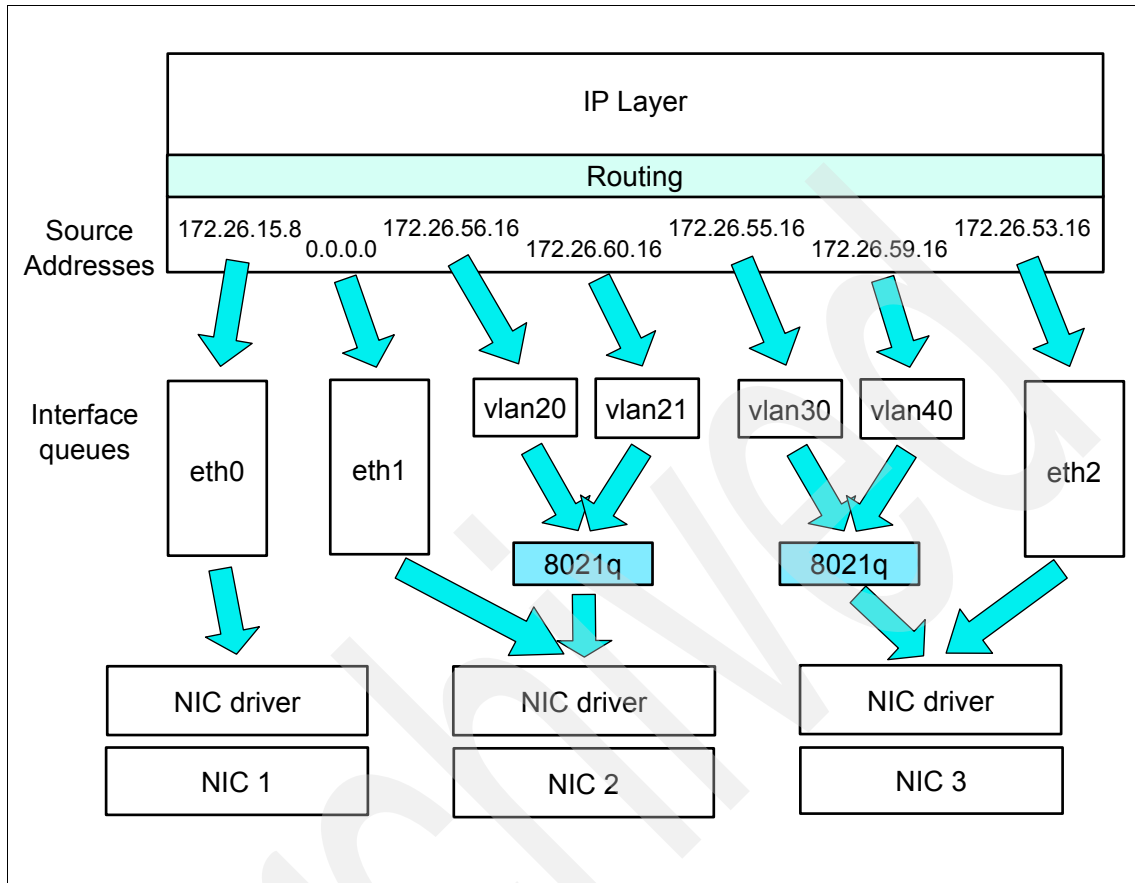 IP Layer
Routing
Source
Addresses
172.26.15.8
0.0.0.0
172.26.56.16
172.26.60.16
172.26.55.16
172.26.59.16
172.26.53.16
Interface
queues
eth0
eth1
vlan20
vlan21
vlan30
vlan40
eth2
8021q
8021q
NIC driver
NIC driver
NIC driver
NIC 1
NIC 2
NIC 3